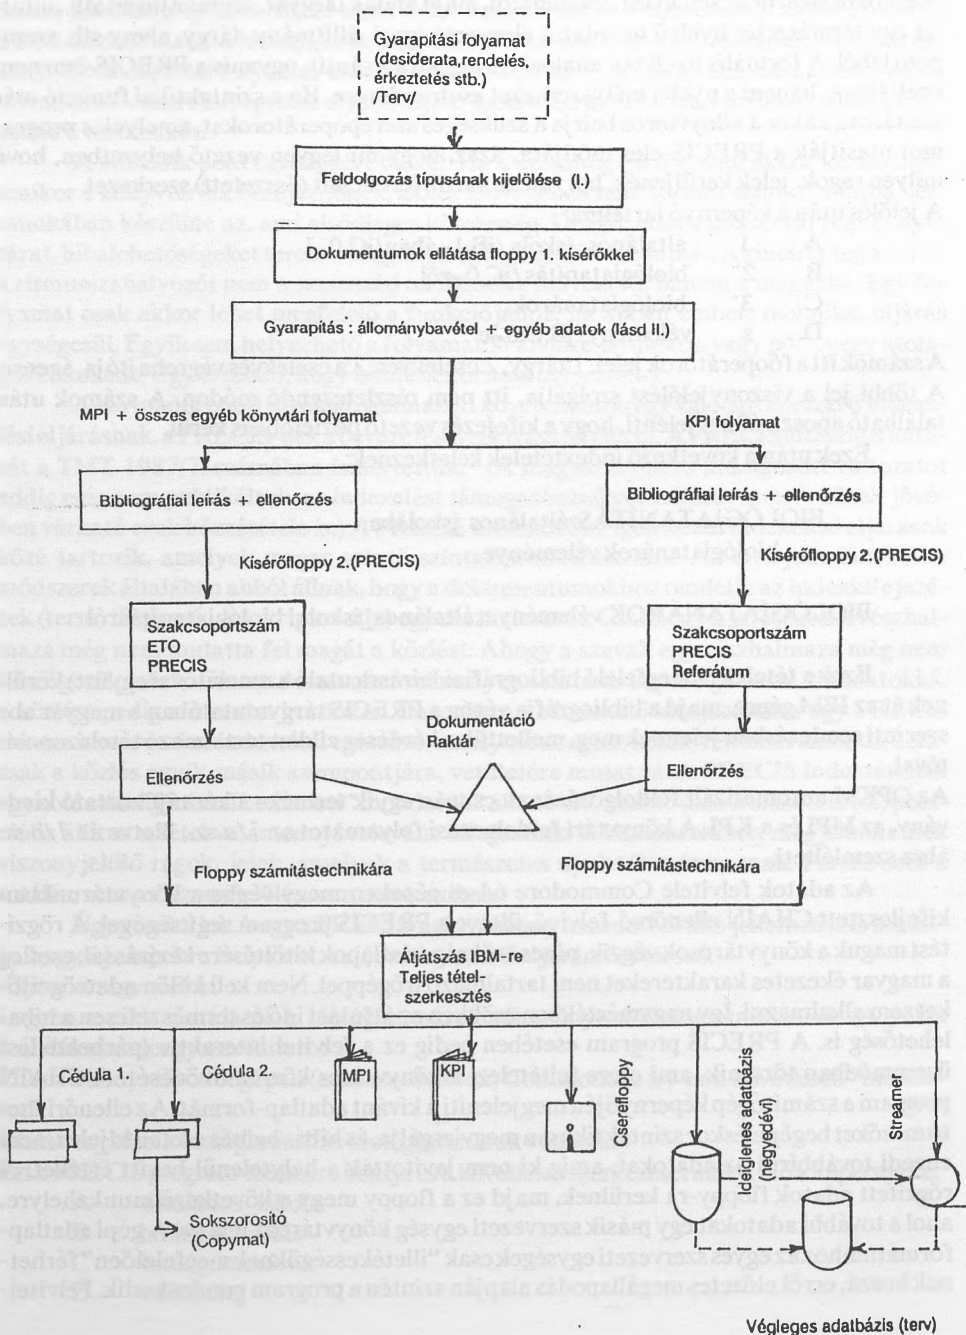 Gyarapítási folyamat
(desiderata,rendelés,
érkeztetés stb.)
/Terv/
Feldolgozás típusának kijelölése (I.)
Dokumentumok ellátása floppy 1. kísérőkkel
Gyarapítás : állománybavétel + egyéb adatok (lásd II.)
MPI + összes egyéb könyvtári folyamat
KPI folyamat
Bibliográfiai leírás + ellenőrzés
Bibliográfiai leírás + ellenőrzés
Kísérőfloppy 2.(PRECIS)
Kísérőfloppy 2.(PRECIS)
Szakcsoportszám
ETO
PRECIS
Szakcsoportszám
PRECIS
Referátum
Dokumentáció
Raktár
Ellenőrzés
Ellenőrzés
Floppy számítástechnikára
Floppy számítástechnikára
Átjátszás IBM-re
Teljes tétel-
szerkesztés
Cédula 1.
Cédula 2.
MPI
KPI
Cserefloppy
Ideiglenes adatbázis
(negyedévi)
Streamer
Sokszorosító
(Copymat)
Végleges adatbázis (terv)